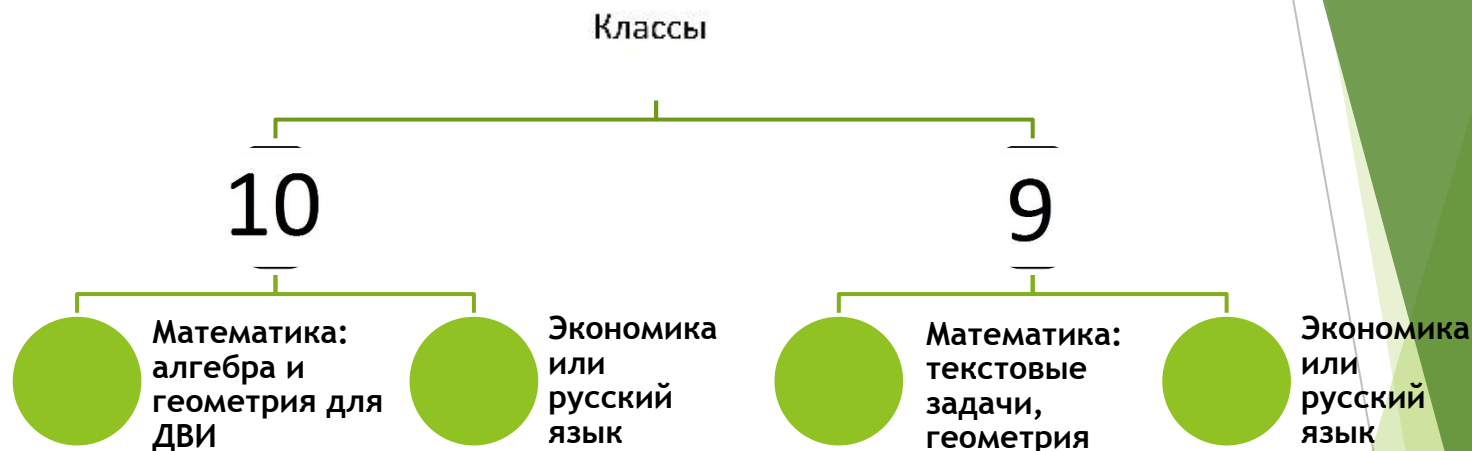 Классы
10
9
Математика:
алгебра и
геометрия для
ДВИ
Экономика
или
русский
язык
Математика:
текстовые
задачи,
геометрия
Экономика
или
русский
язык